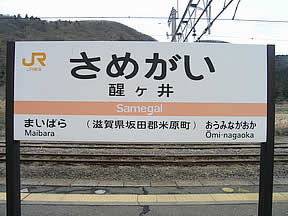 JR
JR東海
さめがい
醒ヶ井
Samegai
まいばら
Maibara
(滋賀県坂田郡米原町)
おうみながおか
Ōmi-nagaoka